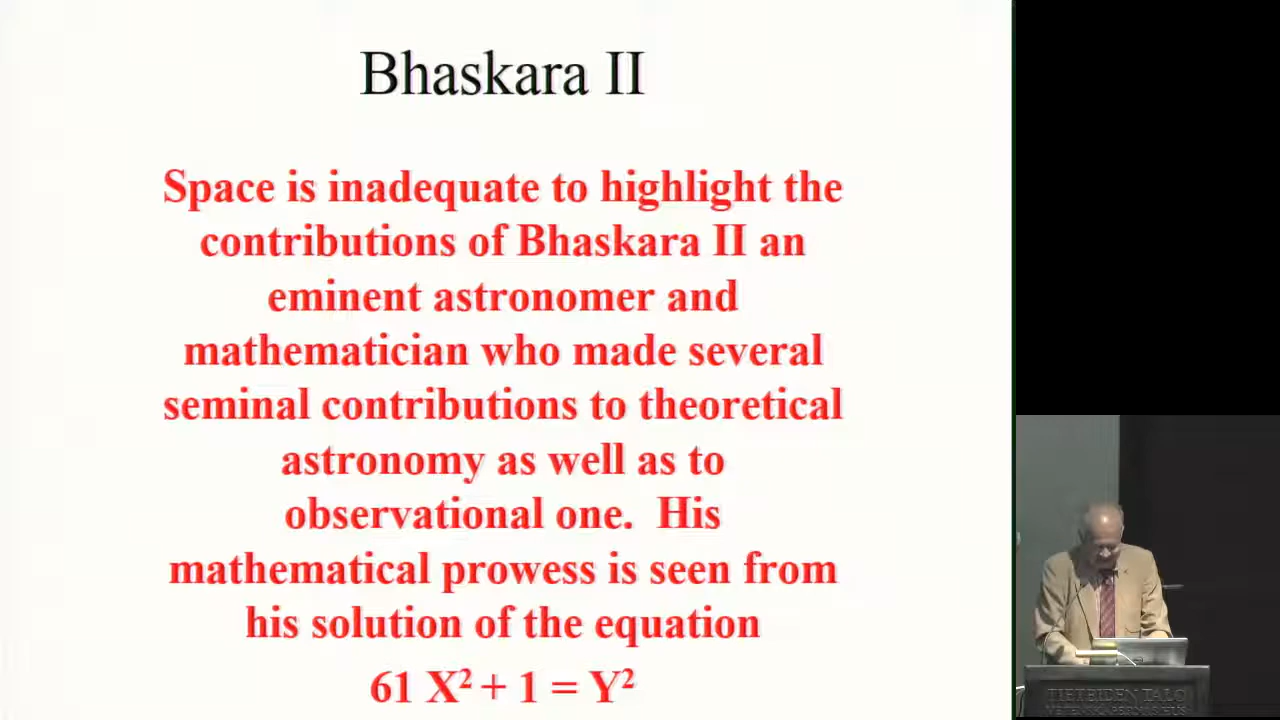 Bhaskara II
Space is inadequate to highlight the
contributions of Bhaskara II an
eminent astronomer and
mathematician who made several
seminal contributions to theoretical
astronomy as well as to
observational one.  His
mathematical prowess is seen from
his solution of the equation
61 X² + 1 = Y²
TIETEIDEN TALO